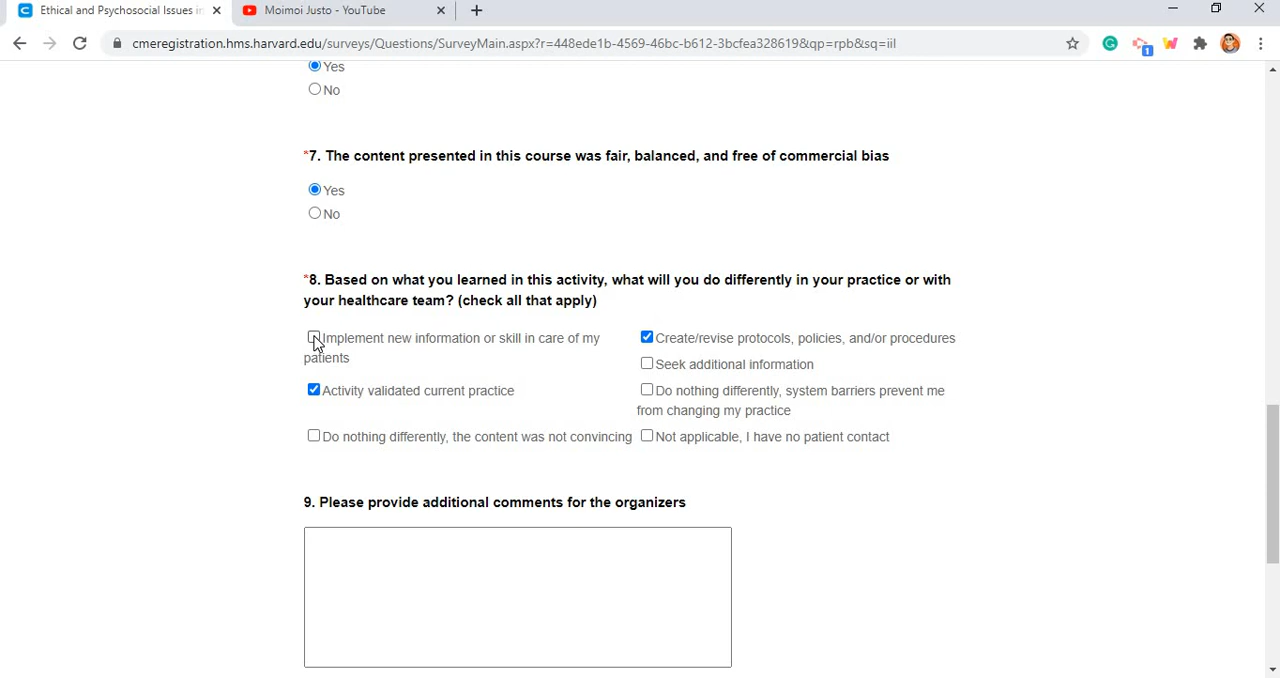 Ethical and Psychosocial Issues in
Moimoi Justo - YouTube
cmeregistration.hms.harvard.edu/surveys/Questions/SurveyMain.aspx?r=448ede1b-4569-46bc-b612-3bcfea328619&qp=rpb&sq=iil
Yes
No
*7. The content presented in this course was fair, balanced, and free of commercial bias
Yes
No
*8. Based on what you learned in this activity, what will you do differently in your practice or with
your healthcare team? (check all that apply)
Implement new information or skill in care of my
patients
Create/revise protocols, policies, and/or procedures
Seek additional information
Activity validated current practice
Do nothing differently, system barriers prevent me
from changing my practice
Do nothing differently, the content was not convincing
Not applicable, I have no patient contact
9. Please provide additional comments for the organizers